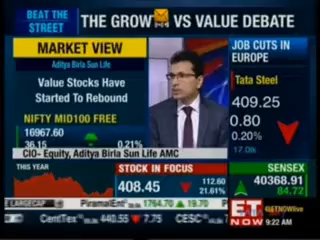 BEAT THE
STREET
THE GROW VS VALUE DEBATE
MARKET VIEW
Aditya Birla Sun Life
Value Stocks Have
Started To Rebound
NIFTY MID100 FREE
16967.60
36.15 0.21%
JOB CUTS IN
EUROPE
Tata Steel
409.25
0.80
0.20%
17.0
CIO- Equity, Aditya Birla Sun Life AMC
THIS YEAR
STOCK IN FOCUS
408.45
112.60
21.61%
SENSEX
40368.91
84.72
LARGECAP PiramalEnt 1764.70 19.70
CentTex 440.55 7.75 CESC
ET
NOW
@ETNOWlive
9:22 AM